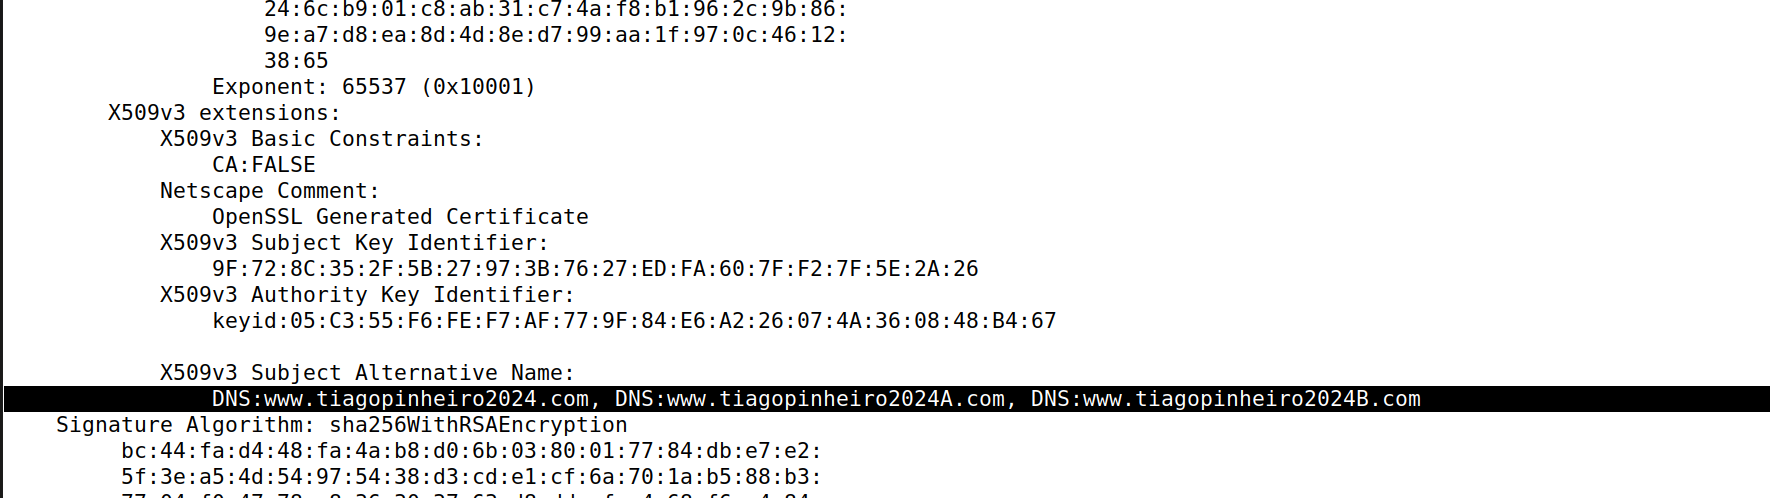 24:6c:b9:01:c8:ab:31:c7:4a:f8:b1:96:2c:9b:86:
9e:a7:d8:ea:8d:4d:8e:d7:99:aa:1f:97:0c:46:12:
38:65
Exponent: 65537 (0x10001)
X509v3 extensions:
X509v3 Basic Constraints:
CA:FALSE
Netscape Comment:
OpenSSL Generated Certificate
X509v3 Subject Key Identifier:
9F:72:8C:35:2F:5B:27:97:3B:76:27:ED:FA:60:7F:F2:7F:5E:2A:26
X509v3 Authority Key Identifier:
keyid:05:C3:55:F6:FE:F7:AF:77:9F:84:E6:A2:26:07:4A:36:08:48:B4:67
X509v3 Subject Alternative Name:
DNS:www.tiagopinheiro2024.com, DNS:www.tiagopinheiro2024A.com, DNS:www.tiagopinheiro2024B.com
Signature Algorithm: sha256WithRSAEncryption
bc:44:fa:d4:48:fa:4a:b8:d0:6b:03:80:01:77:84:db:e7:e2:
5f:3e:a5:4d:54:97:54:38:d3:cd:e1:cf:6a:70:1a:b5:88:b3: